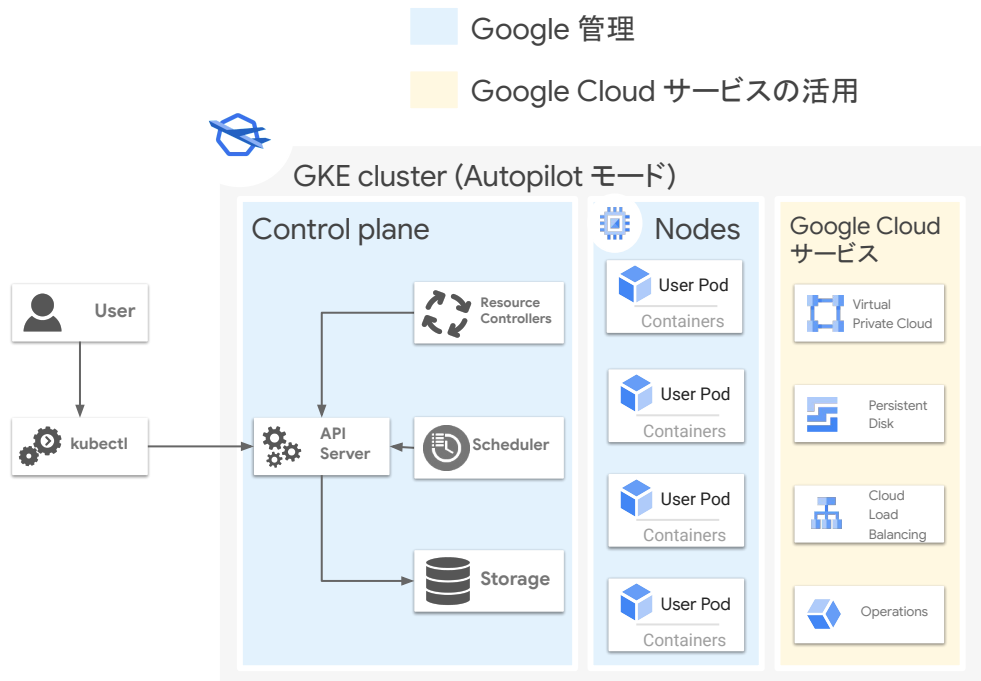 Google 管理
Google Cloud サービスの活用
GKE cluster (Autopilot モード)
Control plane
Nodes
Google Cloud
サービス
User
kubectl
Resource
Controllers
API
Server
Scheduler
Storage
User Pod
Containers
User Pod
Containers
User Pod
Containers
User Pod
Containers
Virtual
Private Cloud
Persistent
Disk
Cloud
Load
Balancing
Operations